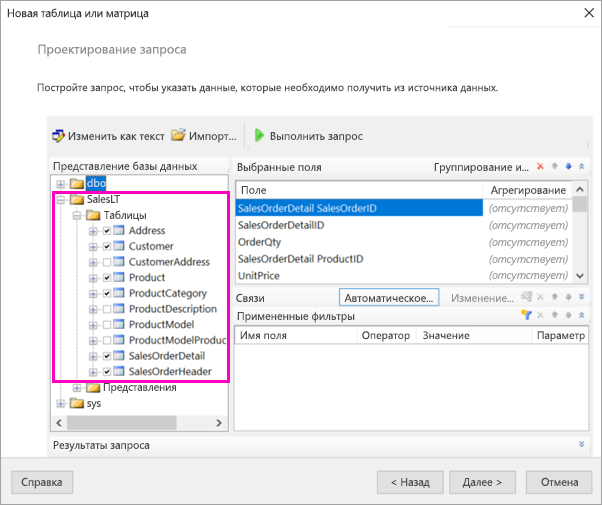 Новая таблица или матрица
Проектирование запроса
Постройте запрос, чтобы указать данные, которые необходимо получить из источника данных.
Изменить как текст Импорт... Выполнить запрос
Представление базы данных
dbo
SalesLT
Таблицы
Address
Customer
CustomerAddress
Product
ProductCategory
ProductDescription
ProductModel
ProductModelProduc
SalesOrderDetail
SalesOrderHeader
Представления
sys
Выбранные поля Группирование и...
Поле Агрегирование
SalesOrderDetail SalesOrderID (отсутствует)
SalesOrderDetailID (отсутствует)
OrderQty (отсутствует)
SalesOrderDetail ProductID (отсутствует)
UnitPrice (отсутствует)
Связи Автоматическое... Изменение...
Примененные фильтры
Имя поля Оператор Значение Параметр
Результаты запроса
Справка < Назад Далее > Отмена